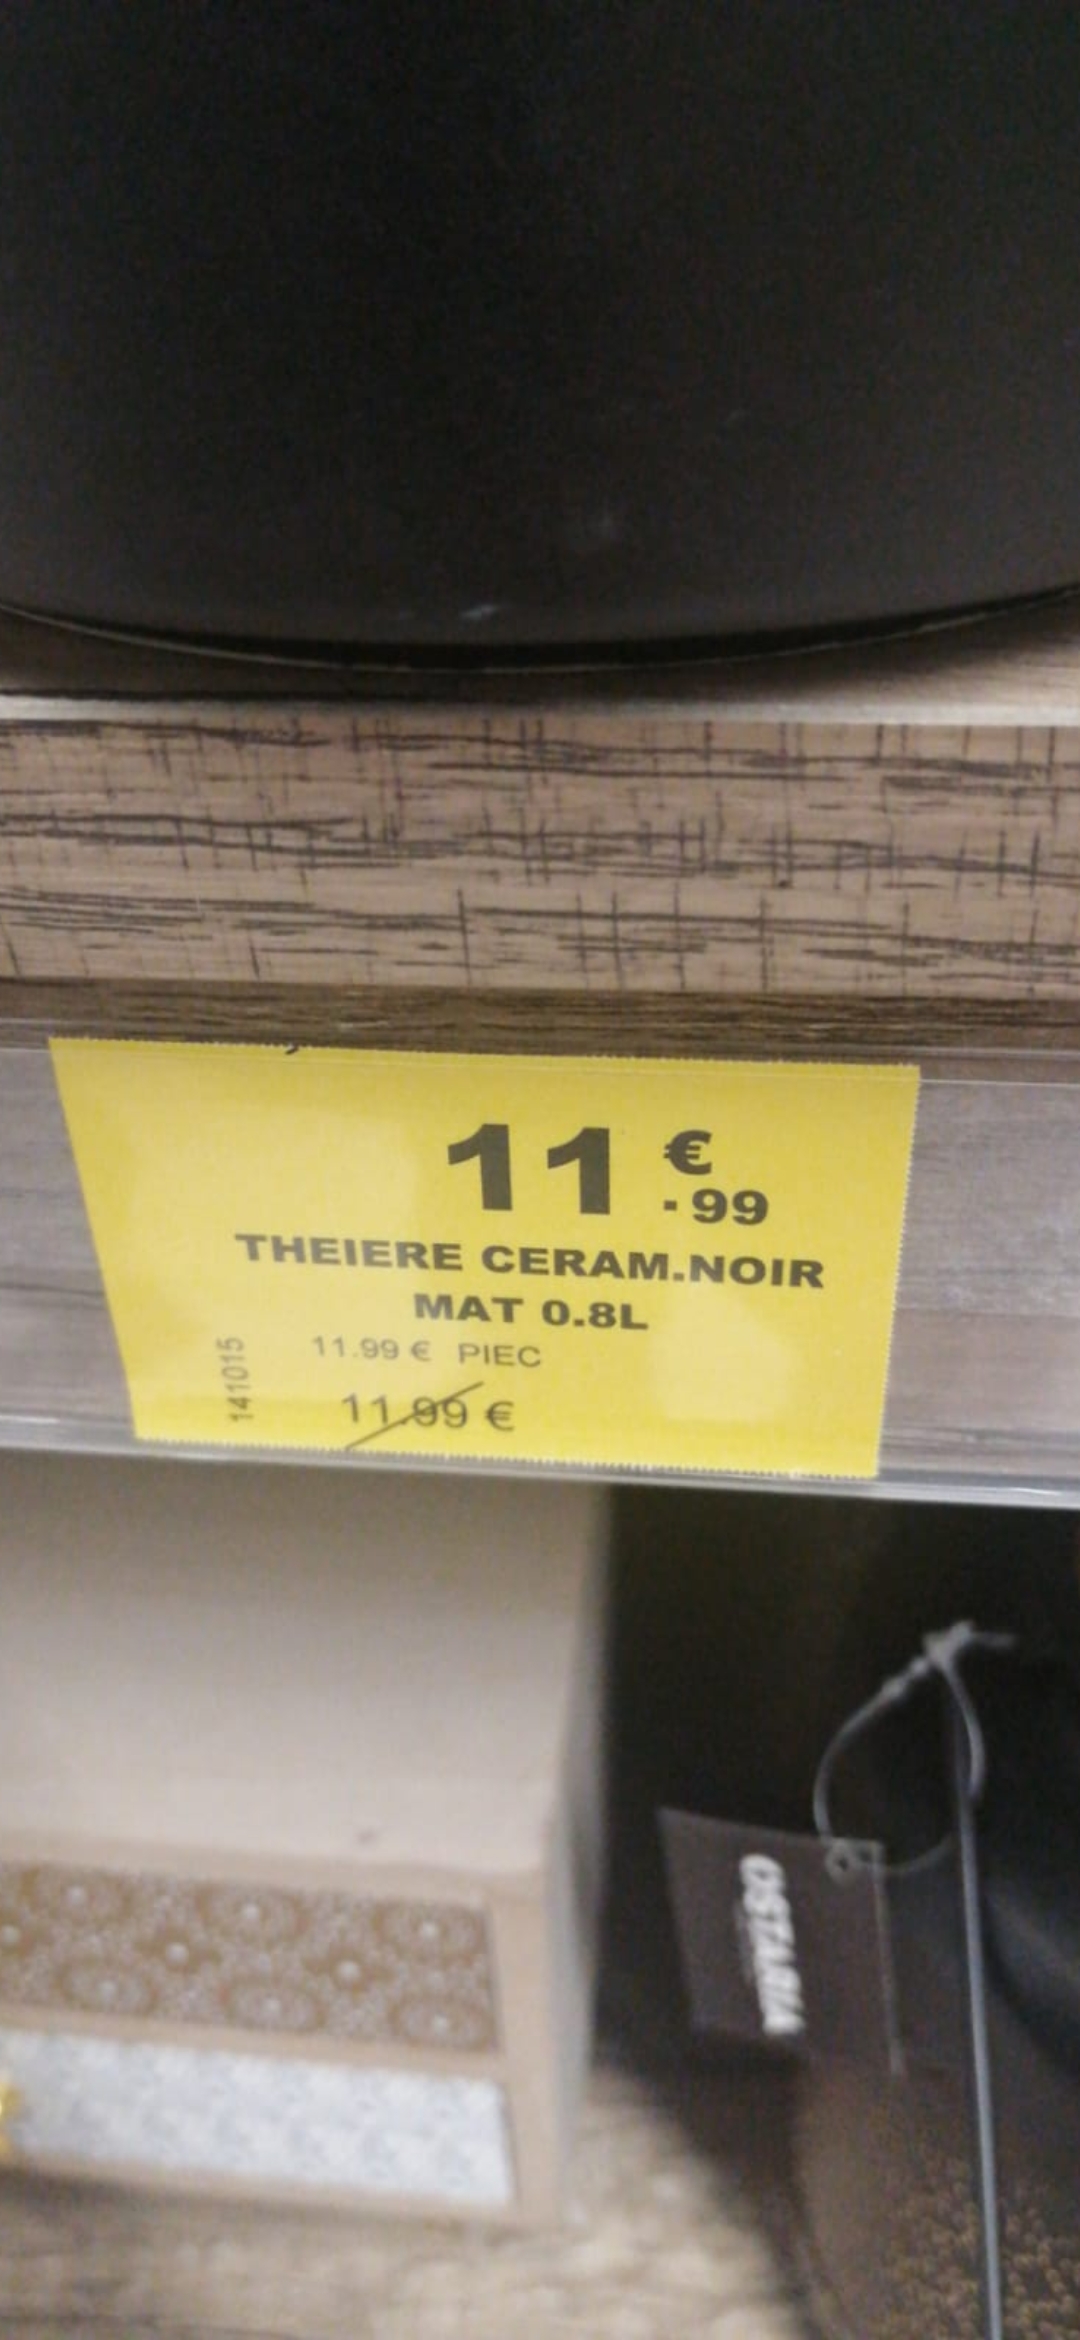 11 €.99
THEIERE CERAM.NOIR
MAT 0.8L
11.99 € PIEC
11.99 €
141015
OSTARIA